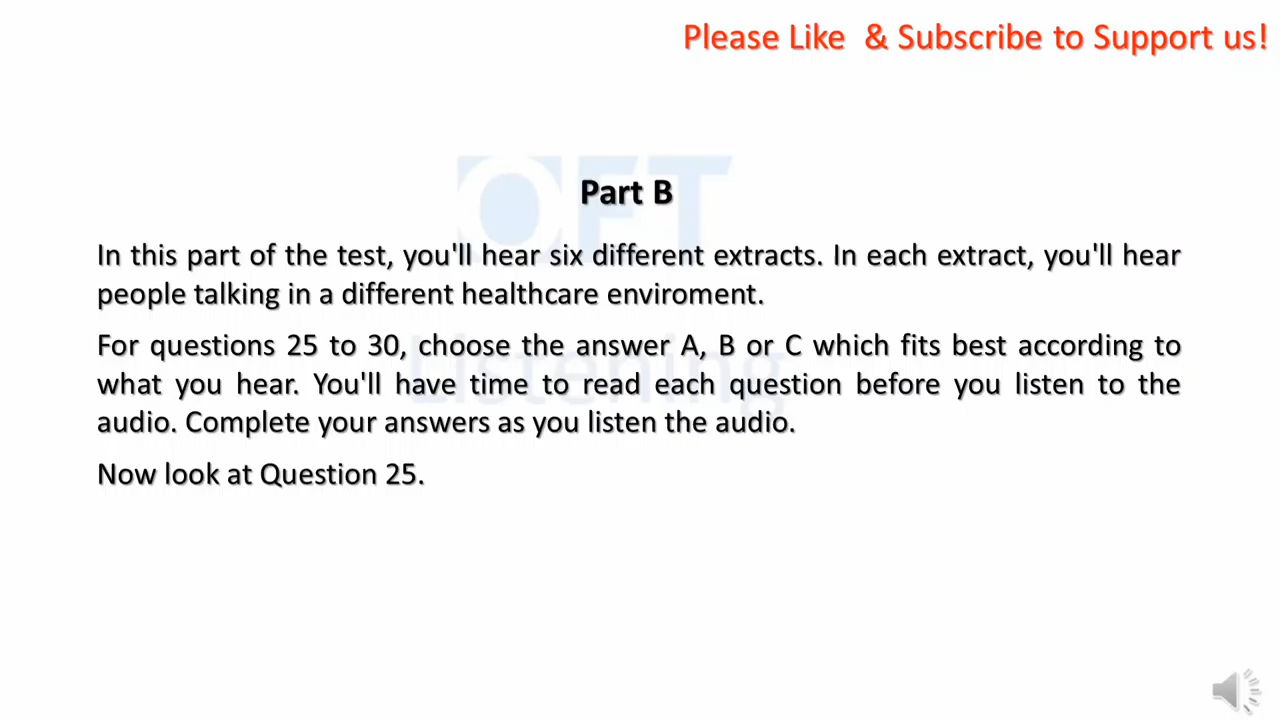 Please Like & Subscribe to Support us!
OET
Part B
In this part of the test, you'll hear six different extracts. In each extract, you'll hear
people talking in a different healthcare enviroment.
For questions 25 to 30, choose the answer A, B or C which fits best according to
what you hear. You'll have time to read each question before you listen to the
audio. Complete your answers as you listen the audio.
Listening
Now look at Question 25.